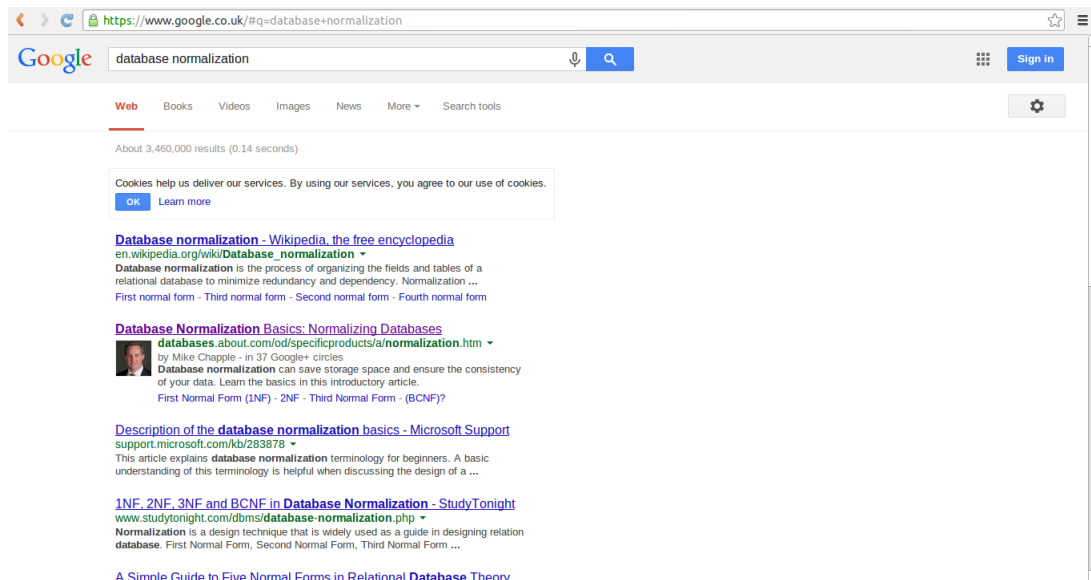 https://www.google.co.uk/#q=database+normalization
Google
database normalization
Sign in
Web Books Videos Images News More Search tools
About 3,460,000 results (0.14 seconds)
Cookies help us deliver our services. By using our services, you agree to our use of cookies.
OK Learn more
Database normalization - Wikipedia, the free encyclopedia
en.wikipedia.org/wiki/Database_normalization
Database normalization is the process of organizing the fields and tables of a
relational database to minimize redundancy and dependency. Normalization ...
First normal form - Third normal form - Second normal form - Fourth normal form
Database Normalization Basics: Normalizing Databases
databases.about.com/od/specificproducts/a/normalization.htm
by Mike Chapple - in 37 Google+ circles
Database normalization can save storage space and ensure the consistency
of your data. Learn the basics in this introductory article.
First Normal Form (1NF) - 2NF - Third Normal Form - (BCNF)?
Description of the database normalization basics - Microsoft Support
support.microsoft.com/kb/283878
This article explains database normalization terminology for beginners. A basic
understanding of this terminology is helpful when discussing the design of a ...
1NF, 2NF, 3NF and BCNF in Database Normalization - StudyTonight
www.studytonight.com/dbms/database-normalization.php
Normalization is a design technique that is widely used as a guide in designing relation
database. First Normal Form, Second Normal Form, Third Normal Form ...
A Simple Guide to Five Normal Forms in Relational Database Theory